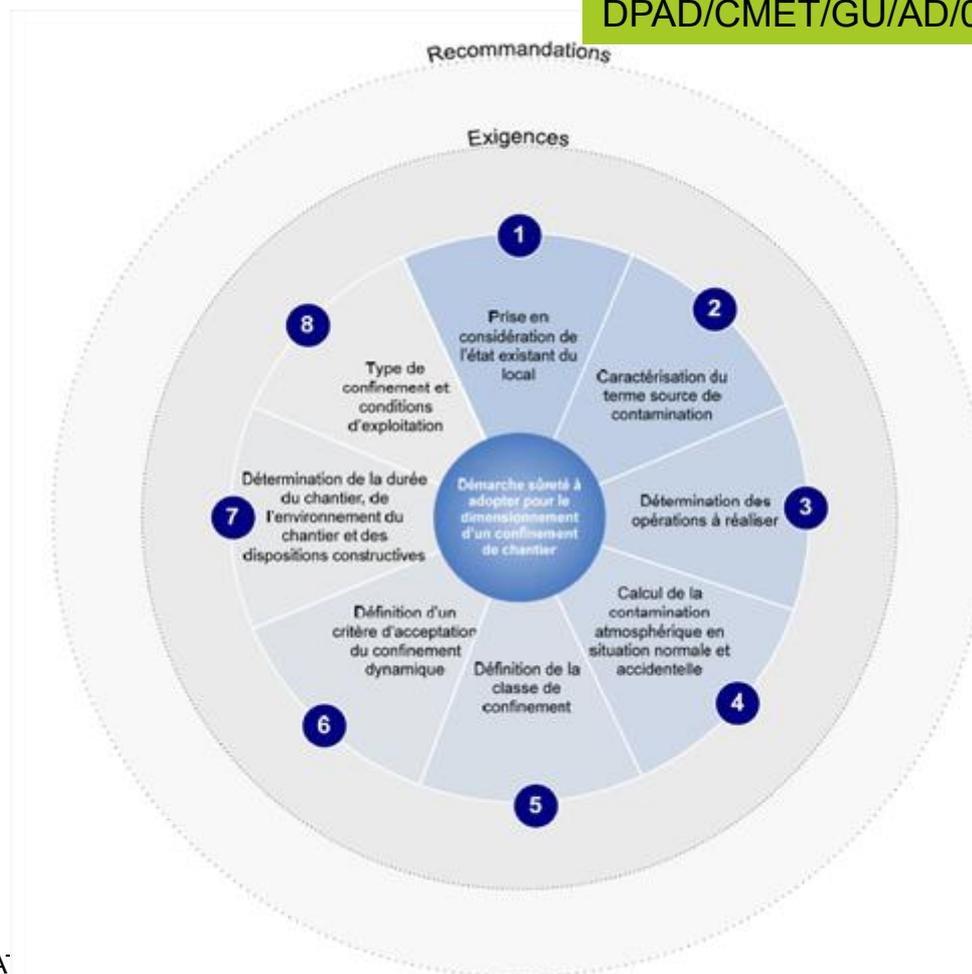 DPAD/CMET/GU/AD/
Recommandations
Exigences
1
Prise en
considération de
l'état existant du
local
2
Caractérisation du
terme source de
contamination
3
Détermination des
opérations à réaliser
4
Calcul de la
contamination
atmosphérique en
situation normale et
accidentelle
5
Définition de la
classe de
confinement
6
Définition d'un
critère d'acceptation
du confinement
dynamique
7
Détermination de la durée
du chantier, de
l'environnement du
chantier et des
dispositions constructives
8
Type de
confinement et
conditions
d'exploitation
Démarche sûreté à
adopter pour le
dimensionnement
d'un confinement
de chantier